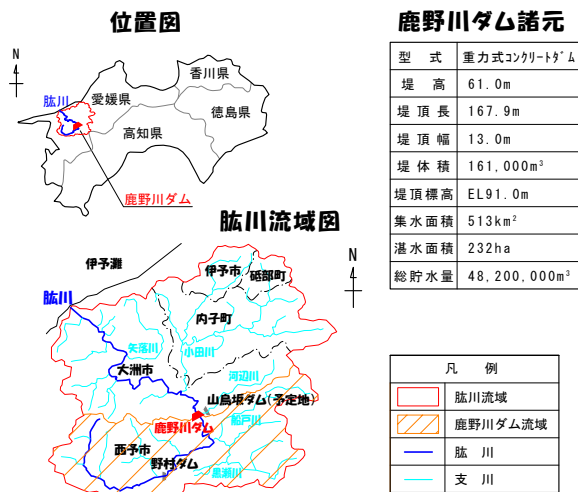 位置図
N
香川県
愛媛県
肱川
徳島県
高知県
鹿野川ダム
鹿野川ダム諸元
型 式 重力式コンクリートダム
堤 高 61.0m
堤頂長 167.9m
堤頂幅 13.0m
堤体積 161,000m³
堤頂標高 EL91.0m
集水面積 513km²
湛水面積 232ha
総貯水量 48,200,000m³
肱川流域図
N
伊予灘
伊予市
砥部町
肱川
内子町
矢落川
小田川
大洲市
河辺川
山鳥坂ダム(予定地)
鹿野川ダム
船戸川
西予市
野村ダム
黒瀬川
凡 例
肱川流域
鹿野川ダム流域
肱 川
支 川